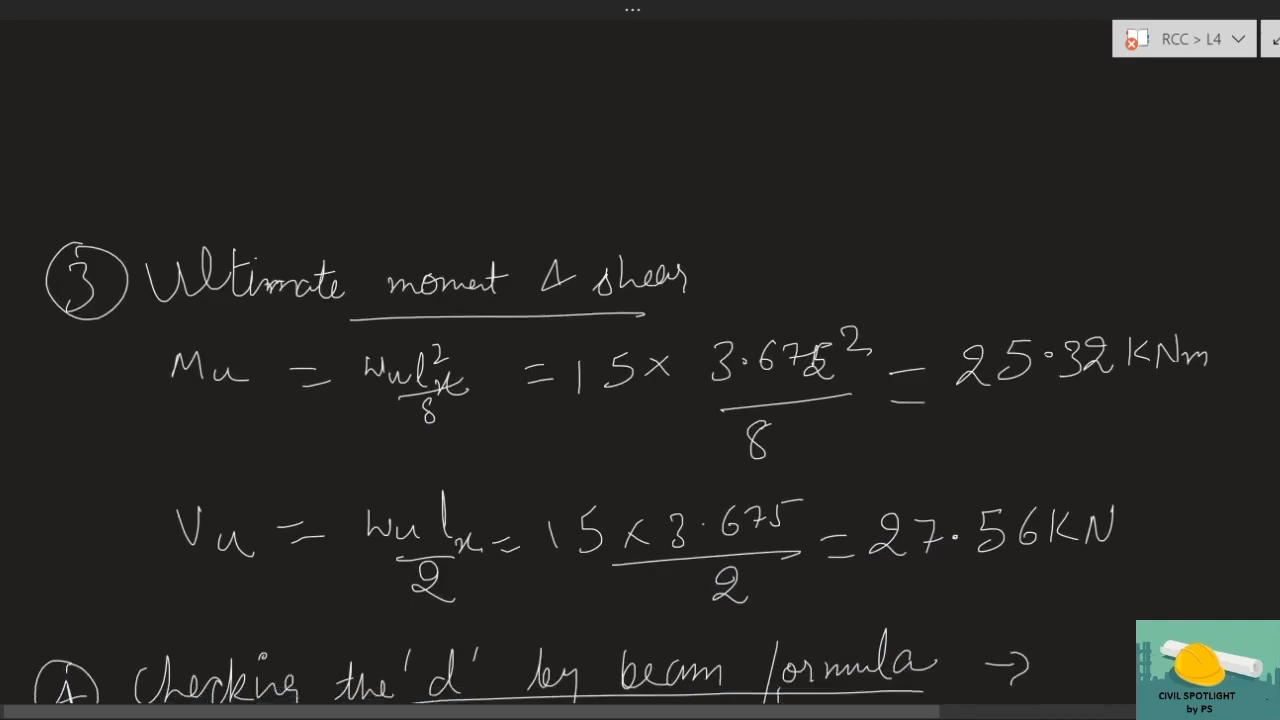 ...
RCC > L4
③ Ultimate moment & shear
Mu = wu lx²/8 = 15 × 3.675²/8 = 25.32 KNm
Vu = wu lx/2 = 15 × 3.675/2 = 27.56 KN
④ Checking the 'd' by beam formula →
CIVIL SPOTLIGHT
by PS